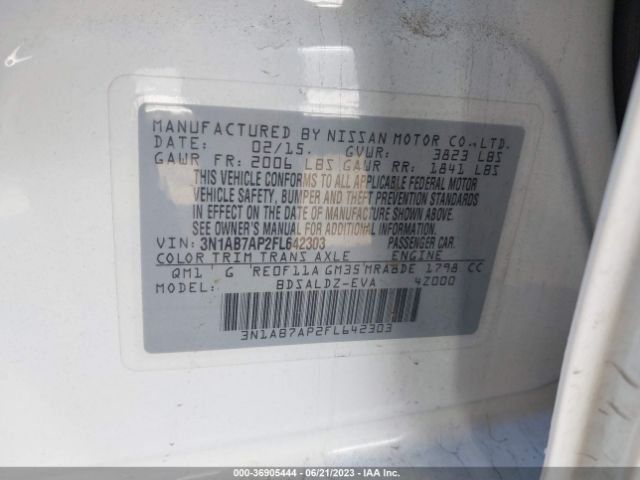 MANUFACTURED BY NISSAN MOTOR CO.,LTD.
DATE: 02/15. GVWR: 3823 LBS
GAWR FR: 2006 LBS GAWR RR: 1841 LBS
THIS VEHICLE CONFORMS TO ALL APPLICABLE FEDERAL MOTOR
VEHICLE SAFETY, BUMPER AND THEFT PREVENTION STANDARDS
IN EFFECT ON THE DATE OF MANUFACTURE SHOWN ABOVE.
SEE OWNER'S MANUAL FOR ADDITIONAL INFORMATION.
VIN: 3N1AB7AP2FL642303 PASSENGER CAR.
COLOR TRIM TRANS AXLE ENGINE
QM1 G RE0F11A GM35 MRA8DE 1798 CC
MODEL: BDSALDZ-EVA 4Z000
3N1AB7AP2FL642303
000-36905444 - 06/21/2023 - IAA Inc.